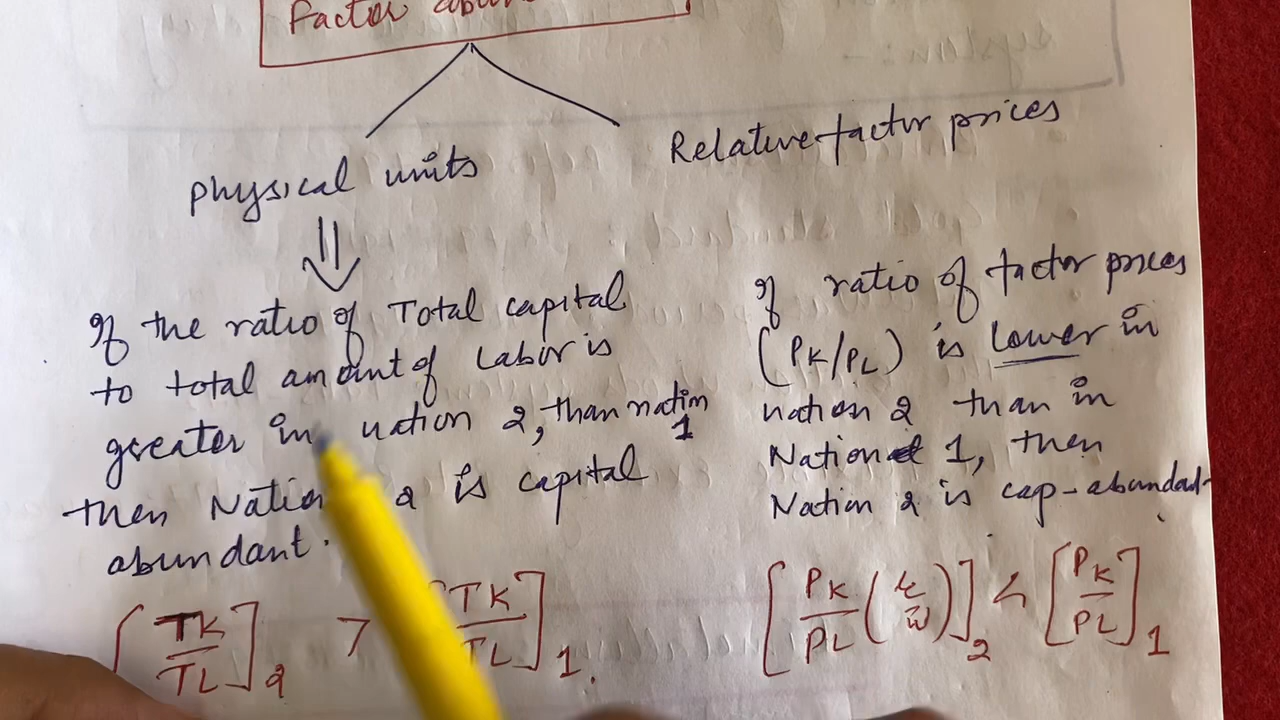 Factor
Physical units
Relative factor prices
If the ratio of Total capital
to total amount of Labor is
greater in nation 2, than nation
1
then Nation 2 is capital
abundant.
[TK/TL]2 > [TK/TL]1.
If ratio of factor prices
(PK/PL) is Lower in
nation 2 than in
Nation 1, then
Nation 2 is cap-abundant
[PK/PL (r/w)]2 < [PK/PL]1